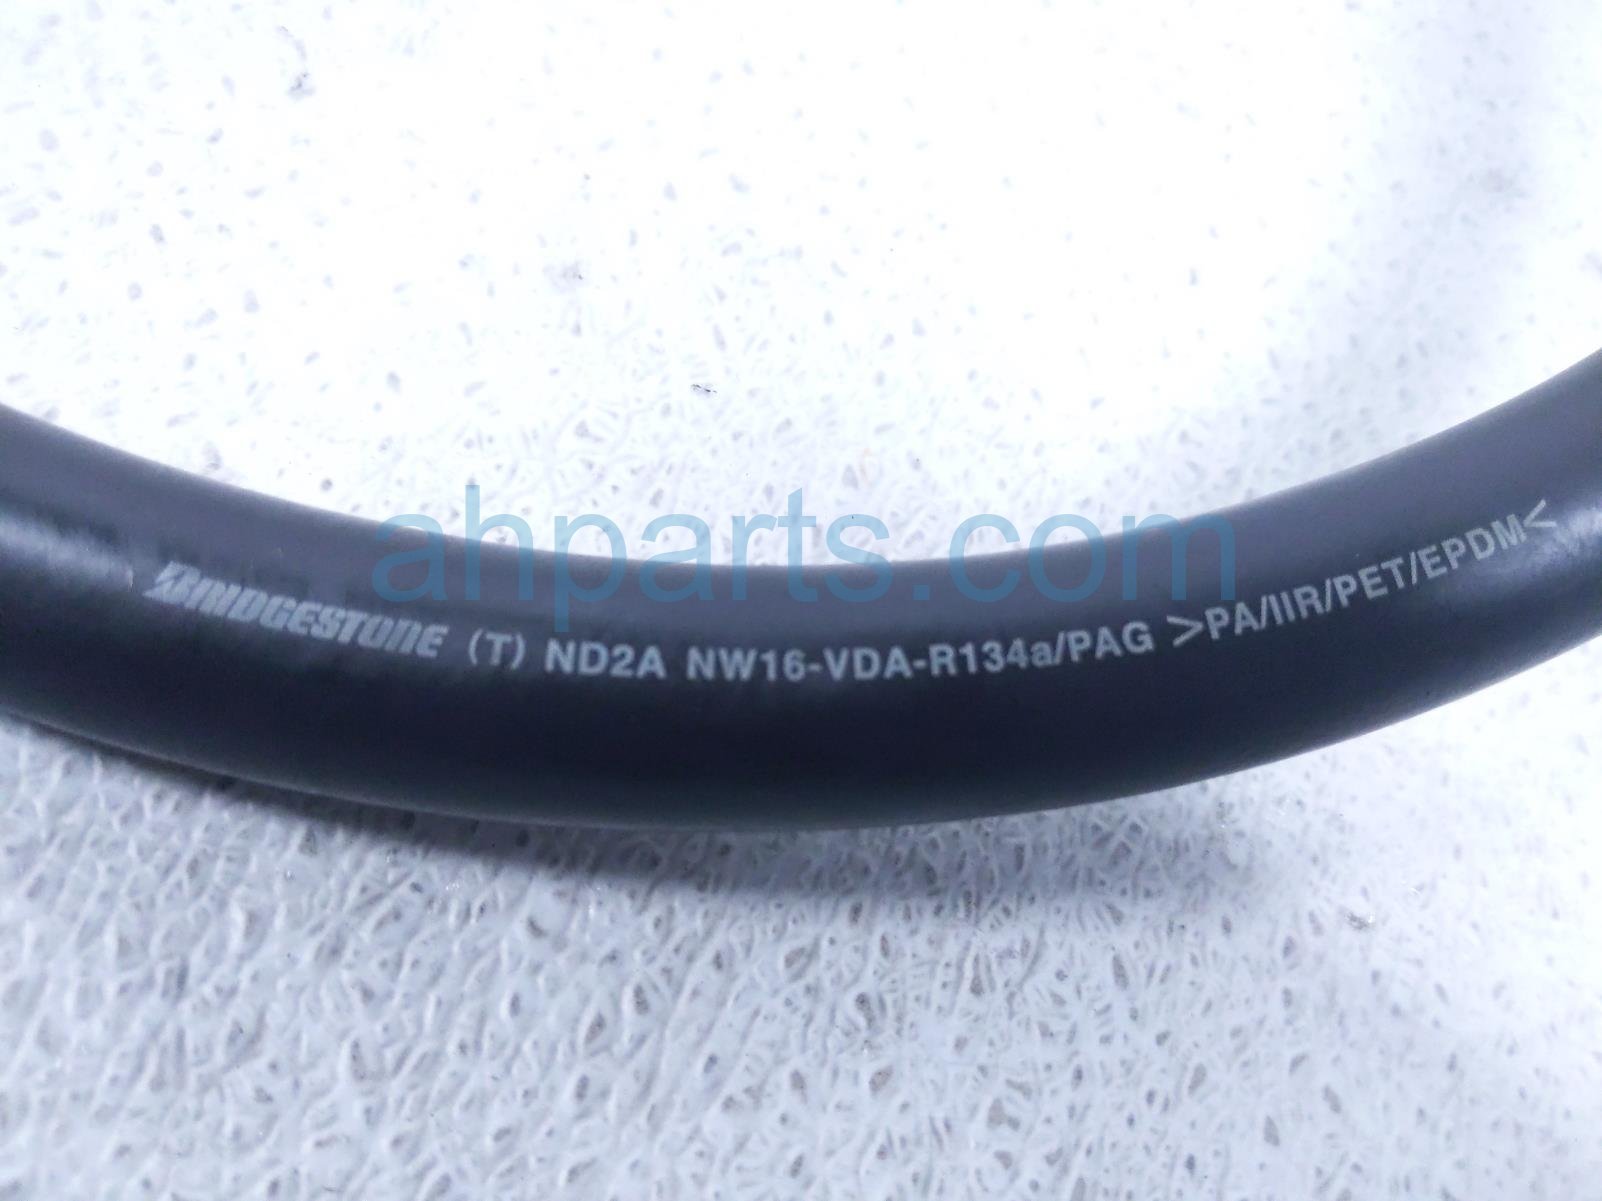 ahparts.com
BRIDGESTONE (T) ND2A NW16-VDA-R134a/PAG >PA/IIR/PET/EPDM<